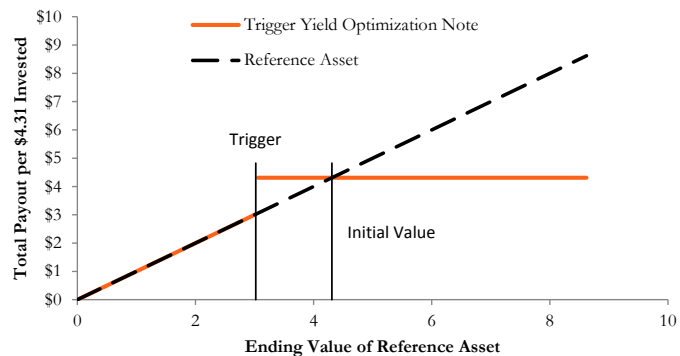 Total Payout per $4.31 Invested
$10
$9
$8
$7
$6
$5
$4
$3
$2
$1
$0
Trigger Yield Optimization Note
Reference Asset
Trigger
Initial Value
0 2 4 6 8 10
Ending Value of Reference Asset